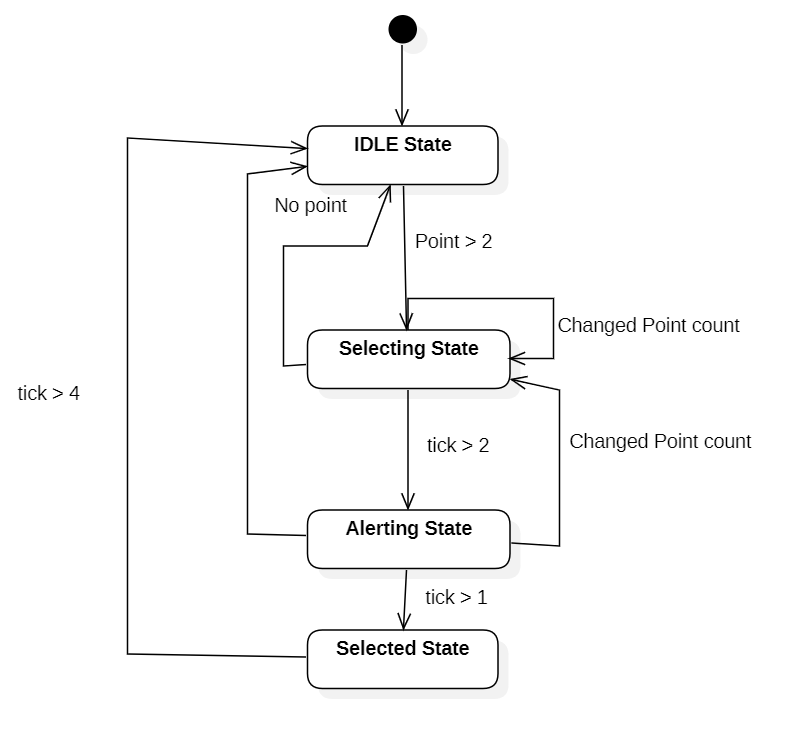 IDLE State
No point
Point > 2
Changed Point count
Selecting State
tick > 4
Changed Point count
tick > 2
Alerting State
tick > 1
Selected State